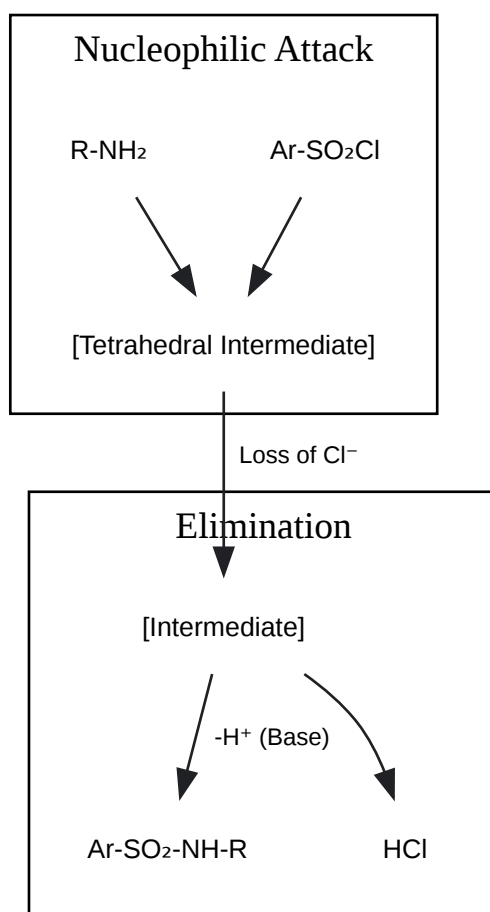 Nucleophilic Attack
R-NH₂ Ar-SO₂Cl
[Tetrahedral Intermediate]
Loss of Cl⁻
Elimination
[Intermediate]
-H⁺ (Base)
Ar-SO₂-NH-R HCl